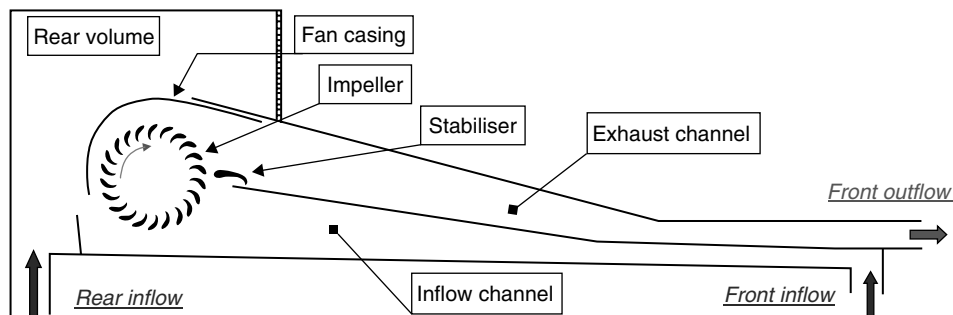 Rear volume
Fan casing
Impeller
Stabiliser
Exhaust channel
Front outflow
Rear inflow
Inflow channel
Front inflow